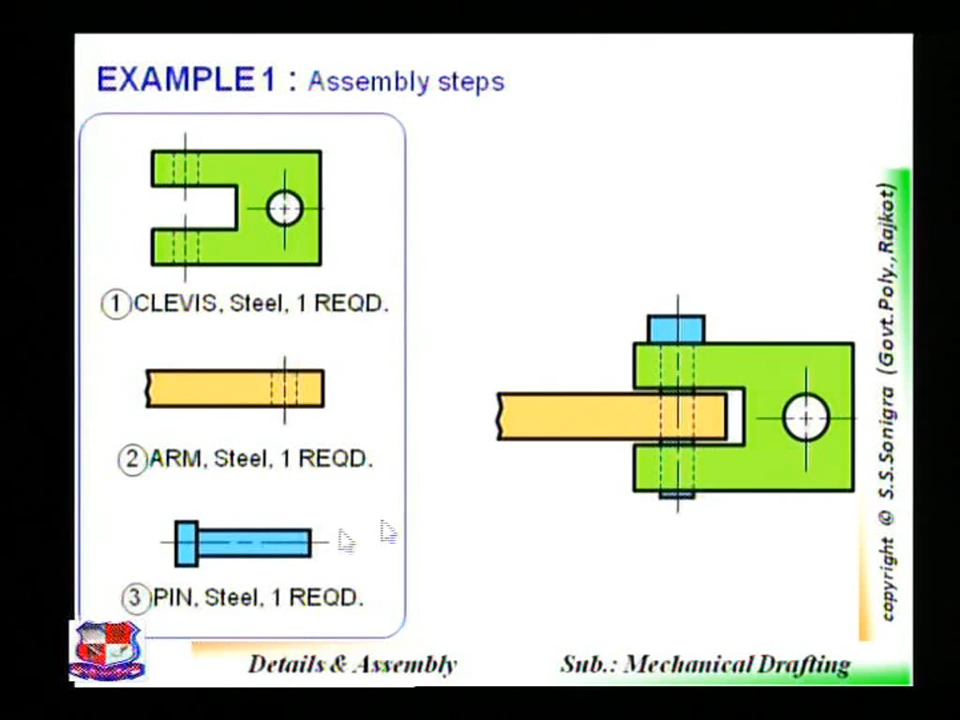 EXAMPLE 1 : Assembly steps
1 CLEVIS, Steel, 1 REQD.
2 ARM, Steel, 1 REQD.
3 PIN, Steel, 1 REQD.
copyright © S.S.Sonigra (Govt.Poly.,Rajkot)
Details & Assembly
Sub.: Mechanical Drafting